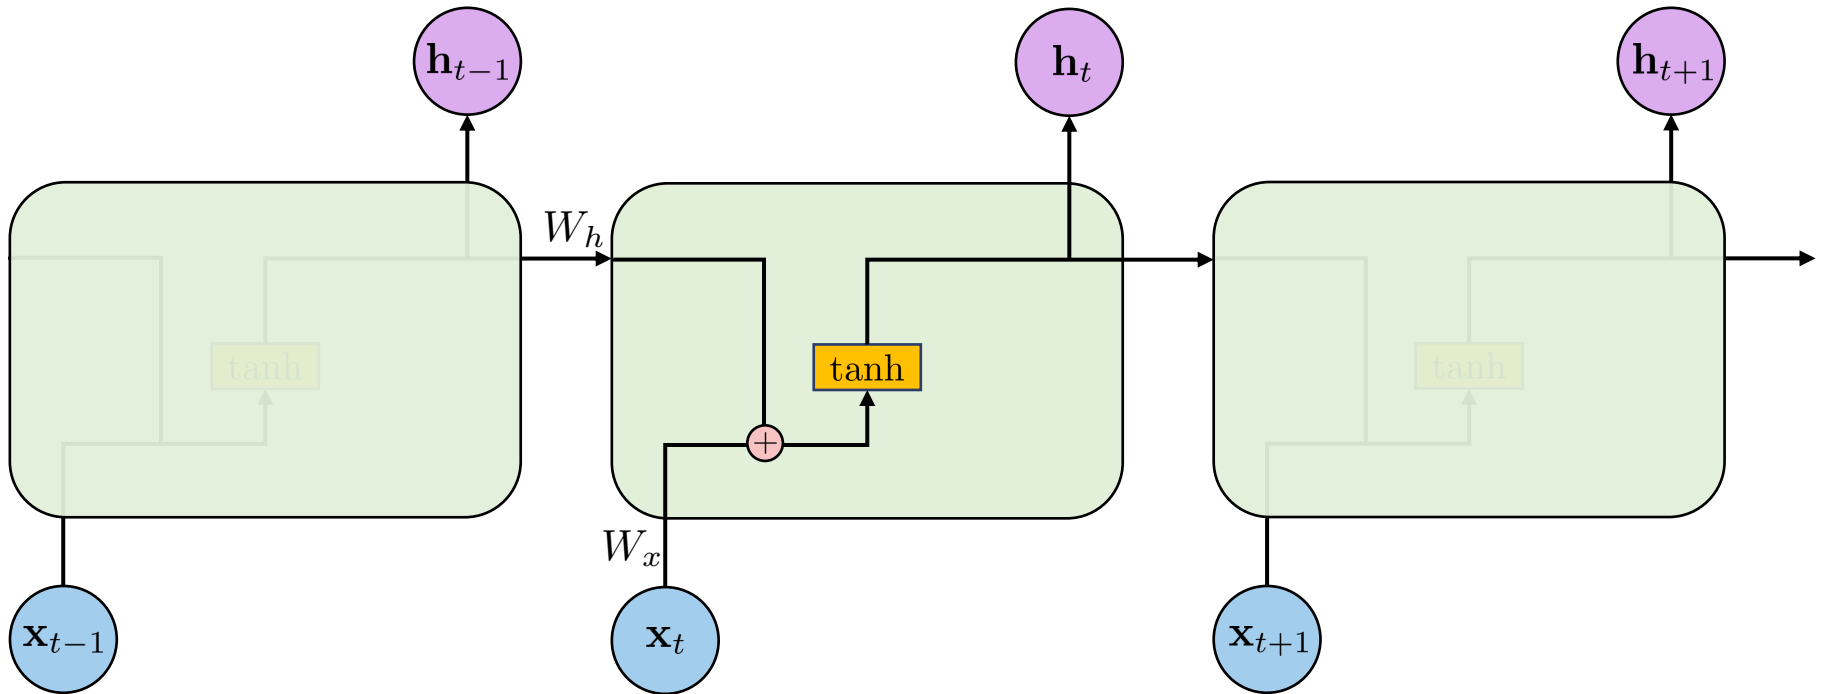 h_{t-1}
h_t
h_{t+1}
W_h
tanh
tanh
tanh
+
W_x
x_{t-1}
x_t
x_{t+1}